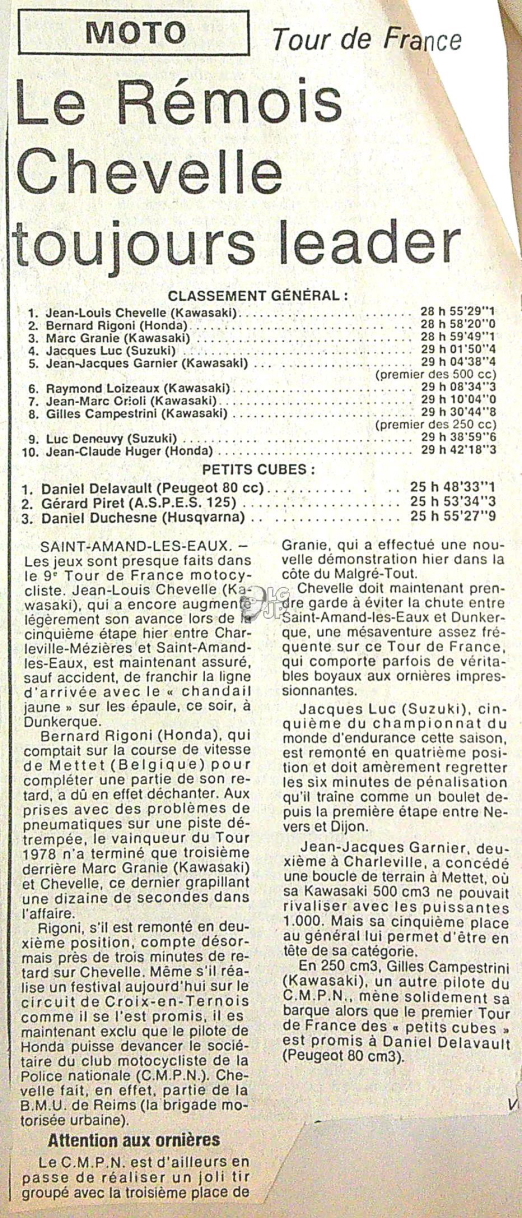 MOTO
Tour de France
Le Rémois
Chevelle
toujours leader
CLASSEMENT GÉNÉRAL :
1. Jean-Louis Chevelle (Kawasaki) 28 h 55'29"1
2. Bernard Rigoni (Honda) 28 h 58'20"0
3. Marc Granie (Kawasaki) 28 h 59'49"1
4. Jacques Luc (Suzuki) 29 h 01'50"4
5. Jean-Jacques Garnier (Kawasaki) 29 h 04'38"4
(premier des 500 cc)
6. Raymond Loizeaux (Kawasaki) 29 h 08'34"3
7. Jean-Marc Orioli (Kawasaki) 29 h 10'04"0
8. Gilles Campestrini (Kawasaki) 29 h 30'44"8
(premier des 250 cc)
9. Luc Deneuvy (Suzuki) 29 h 38'59"6
10. Jean-Claude Huger (Honda) 29 h 42'18"3
PETITS CUBES :
1. Daniel Delavault (Peugeot 80 cc) 25 h 48'33"1
2. Gérard Piret (A.S.P.E.S. 125) 25 h 53'34"3
3. Daniel Duchesne (Husqvarna) 25 h 55'27"9
SAINT-AMAND-LES-EAUX. –
Les jeux sont presque faits dans
le 9e Tour de France motocy-
cliste. Jean-Louis Chevelle (Ka-
wasaki), qui a encore augmenté
légèrement son avance lors de la
cinquième étape hier entre Char-
leville-Mézières et Saint-Amand-
les-Eaux, est maintenant assuré,
sauf accident, de franchir la ligne
d'arrivée avec le « chandail
jaune » sur les épaule, ce soir, à
Dunkerque.
Bernard Rigoni (Honda), qui
comptait sur la course de vitesse
de Mettet (Belgique) pour
compléter une partie de son re-
tard, a dû en effet déchanter. Aux
prises avec des problèmes de
pneumatiques sur une piste dé-
trempée, le vainqueur du Tour
1978 n'a terminé que troisième
derrière Marc Granie (Kawasaki)
et Chevelle, ce dernier grapillant
une dizaine de secondes dans
l'affaire.
Rigoni, s'il est remonté en deu-
xième position, compte désor-
mais près de trois minutes de re-
tard sur Chevelle. Même s'il réa-
lise un festival aujourd'hui sur le
circuit de Croix-en-Ternois
comme il se l'est promis, il es
maintenant exclu que le pilote de
Honda puisse devancer le socié-
taire du club motocycliste de la
Police nationale (C.M.P.N.). Che-
velle fait, en effet, partie de la
B.M.U. de Reims (la brigade mo-
torisée urbaine).
Attention aux ornières
Le C.M.P.N. est d'ailleurs en
passe de réaliser un joli tir
groupé avec la troisième place de
Granie, qui a effectué une nou-
velle démonstration hier dans la
côte du Malgré-Tout.
Chevelle doit maintenant pren-
dre garde à éviter la chute entre
Saint-Amand-les-Eaux et Dunker-
que, une mésaventure assez fré-
quente sur ce Tour de France,
qui comporte parfois de vérita-
bles boyaux aux ornières impres-
sionnantes.
Jacques Luc (Suzuki), cin-
quième du championnat du
monde d'endurance cette saison,
est remonté en quatrième posi-
tion et doit amèrement regretter
les six minutes de pénalisation
qu'il traîne comme un boulet de-
puis la première étape entre Ne-
vers et Dijon.
Jean-Jacques Garnier, deu-
xième à Charleville, a concédé
une boucle de terrain à Mettet, où
sa Kawasaki 500 cm3 ne pouvait
rivaliser avec les puissantes
1.000. Mais sa cinquième place
au général lui permet d'être en
tête de sa catégorie.
En 250 cm3, Gilles Campestrini
(Kawasaki), un autre pilote du
C.M.P.N., mène solidement sa
barque alors que le premier Tour
de France des « petits cubes »
est promis à Daniel Delavault
(Peugeot 80 cm3).